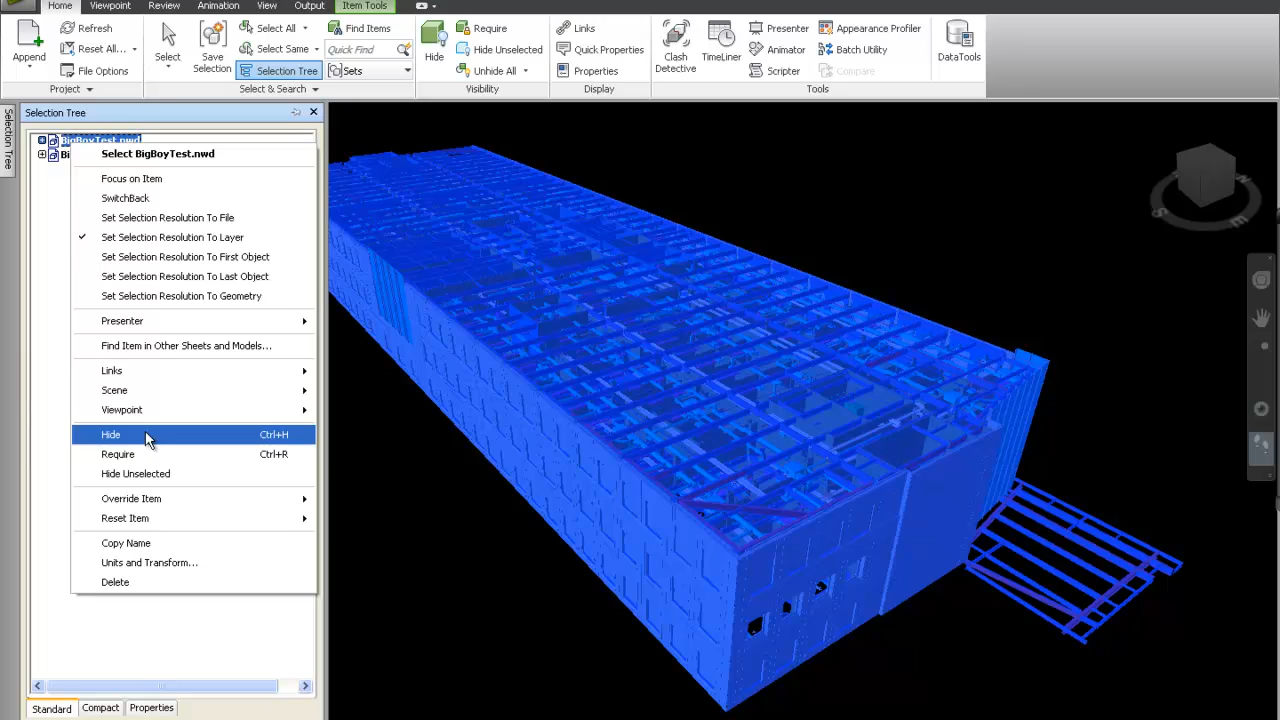 Home Viewpoint Review Animation View Output Item Tools
Append
Refresh
Reset All...
File Options
Project
Select
Save Selection
Select All
Select Same
Selection Tree
Find Items
Quick Find
Sets
Select & Search
Hide
Require
Hide Unselected
Unhide All
Visibility
Links
Quick Properties
Properties
Display
Clash Detective
TimeLiner
Presenter
Animator
Scripter
Appearance Profiler
Batch Utility
Compare
DataTools
Tools
Selection Tree
Selection Tree
BigBoyTest.nwd
Bi
Select BigBoyTest.nwd
Focus on Item
SwitchBack
Set Selection Resolution To File
Set Selection Resolution To Layer
Set Selection Resolution To First Object
Set Selection Resolution To Last Object
Set Selection Resolution To Geometry
Presenter
Find Item in Other Sheets and Models...
Links
Scene
Viewpoint
Hide Ctrl+H
Require Ctrl+R
Hide Unselected
Override Item
Reset Item
Copy Name
Units and Transform...
Delete
Standard Compact Properties
S E N